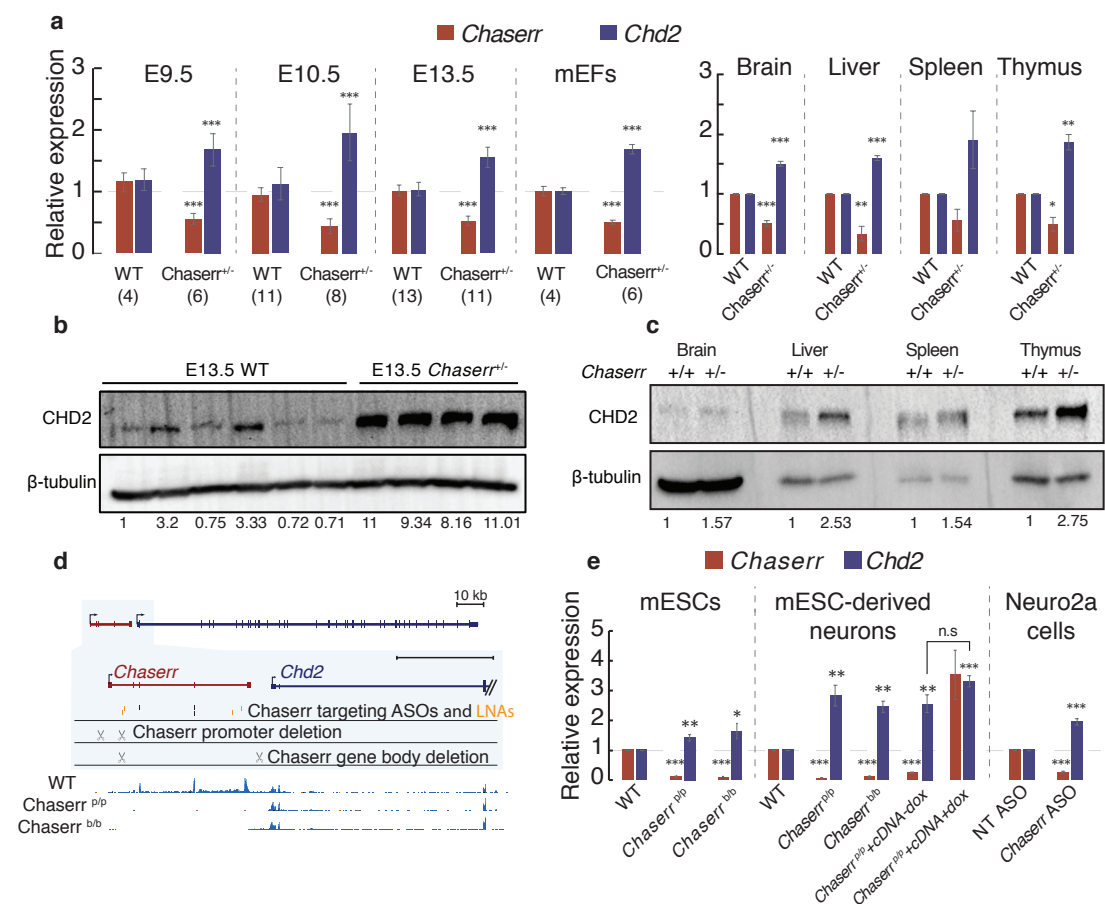 a
Chaserr Chd2
E9.5 E10.5 E13.5 mEFs
Brain Liver Spleen Thymus
Relative expression
3
2
1
0
3
2
1
0
*** *** *** *** *** *** *** ***
*** *** *** ** ** *
WT Chaserr+/- WT Chaserr+/- WT Chaserr+/- WT Chaserr+/-
(4) (6) (11) (8) (13) (11) (4) (6)
WT Chaserr+/- WT Chaserr+/- WT Chaserr+/- WT Chaserr+/-
b
E13.5 WT E13.5 Chaserr+/-
CHD2
β-tubulin
1 3.2 0.75 3.33 0.72 0.71 11 9.34 8.16 11.01
c
Brain Liver Spleen Thymus
Chaserr +/+ +/- +/+ +/- +/+ +/- +/+ +/-
CHD2
β-tubulin
1 1.57 1 2.53 1 1.54 1 2.75
d
10 kb
Chaserr Chd2
Chaserr targeting ASOs and LNAs
Chaserr promoter deletion
Chaserr gene body deletion
WT
Chaserr p/p
Chaserr b/b
e
Chaserr Chd2
mESCs
mESC-derived
neurons
Neuro2a
cells
n.s
Relative expression
5
4
3
2
1
0
*** ** *** * *** ** *** ** *** ** *** *** ***
WT
Chaserr p/p
Chaserr b/b
WT
Chaserr p/p
Chaserr b/b
Chaserr p/p+cDNA-dox
Chaserr p/p+cDNA+dox
NT ASO
Chaserr ASO